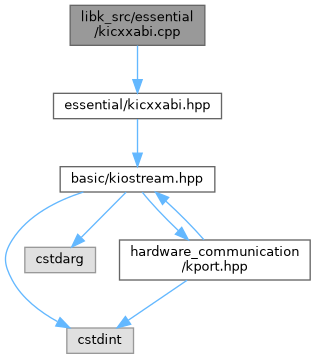 libk_src/essential
/kicxxabi.cpp
essential/kicxxabi.hpp
basic/kiostream.hpp
cstdarg
hardware_communication
/kport.hpp
cstdint